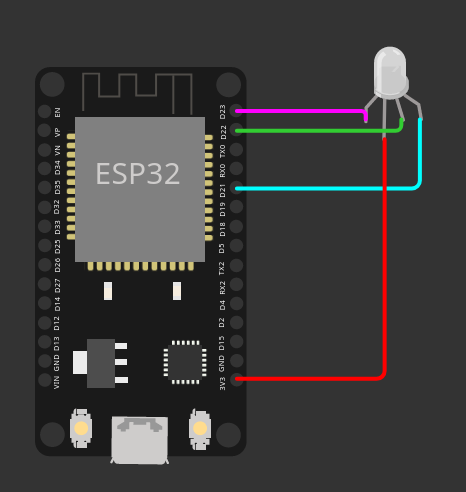 EN
VP
VN
D34
D35
D32
D33
D25
D26
D27
D14
D12
D13
GND
VIN
ESP32
D23
D22
TX0
RX0
D21
D19
D18
D5
TX2
RX2
D4
D2
D15
GND
3V3